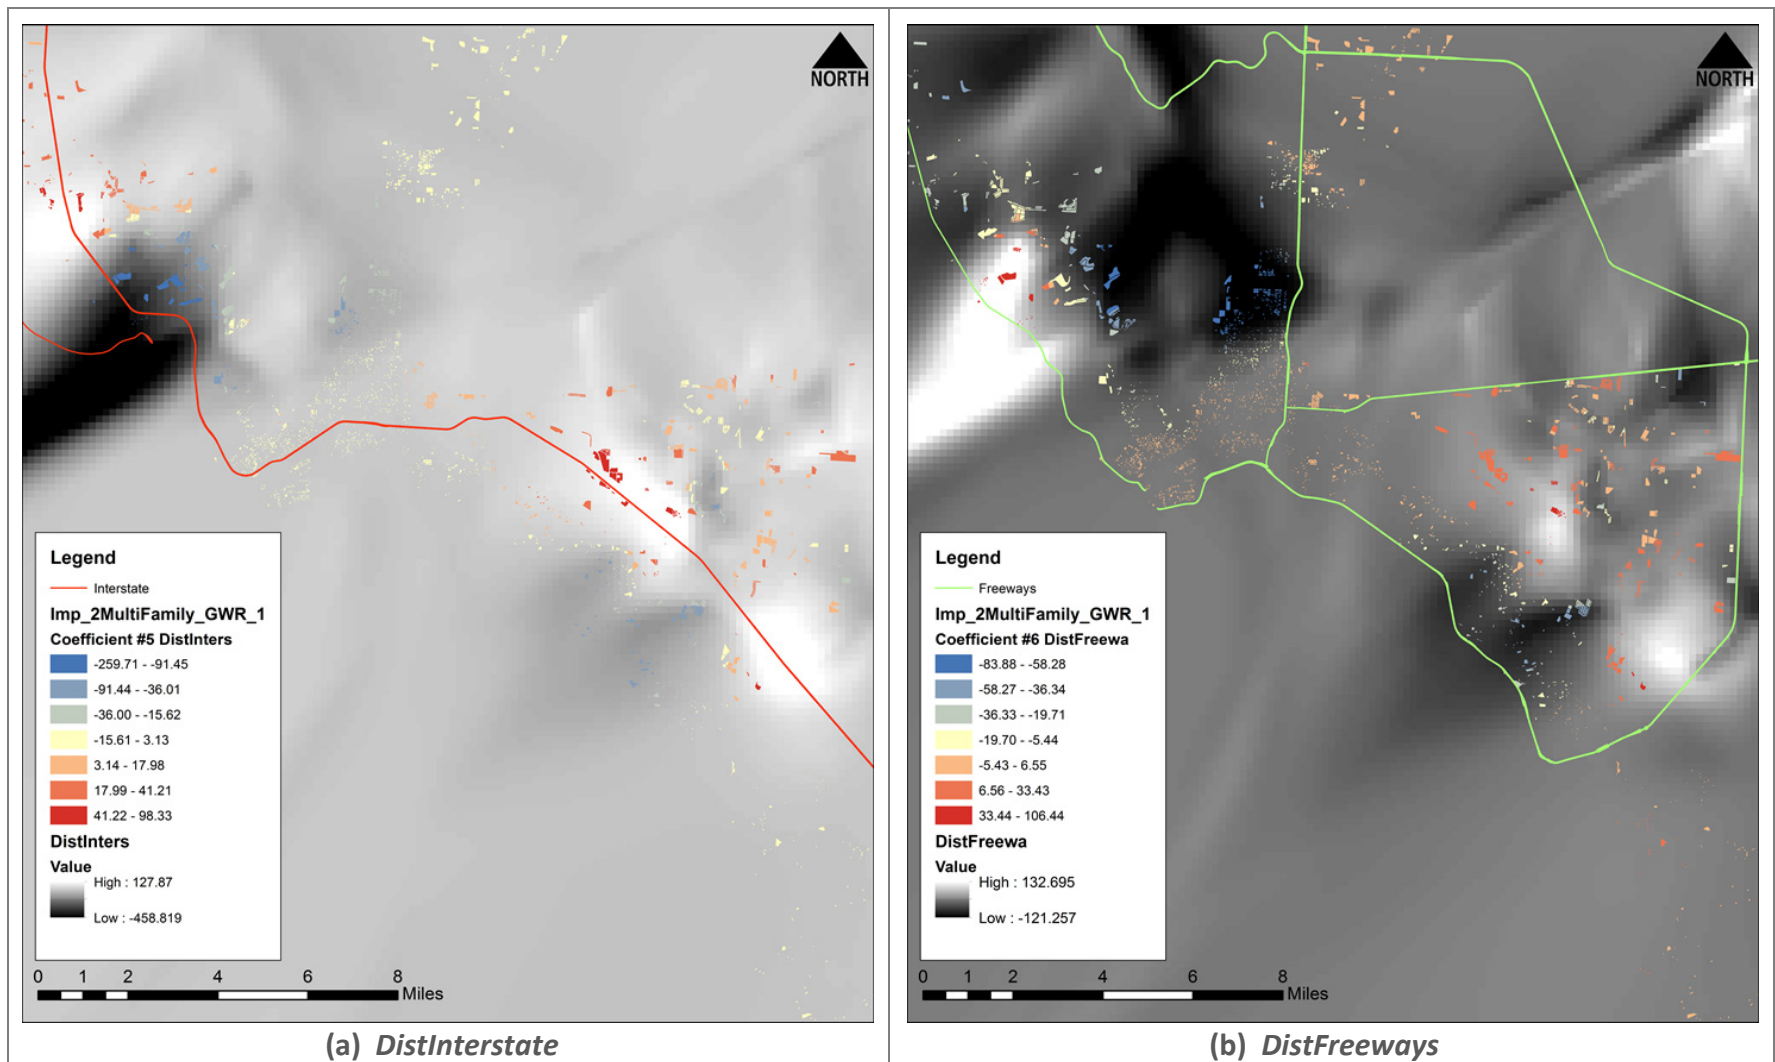 NORTH
Legend
Interstate
Imp_2MultiFamily_GWR_1
Coefficient #5 DistInters
-259.71 - -91.45
-91.44 - -36.01
-36.00 - -15.62
-15.61 - 3.13
3.14 - 17.98
17.99 - 41.21
41.22 - 98.33
DistInters
Value
High : 127.87
Low : -458.819
0 1 2 4 6 8
Miles
(a) DistInterstate
NORTH
Legend
Freeways
Imp_2MultiFamily_GWR_1
Coefficient #6 DistFreewa
-83.88 - -58.28
-58.27 - -36.34
-36.33 - -19.71
-19.70 - -5.44
-5.43 - 6.55
6.56 - 33.43
33.44 - 106.44
DistFreewa
Value
High : 132.695
Low : -121.257
0 1 2 4 6 8
Miles
(b) DistFreeways